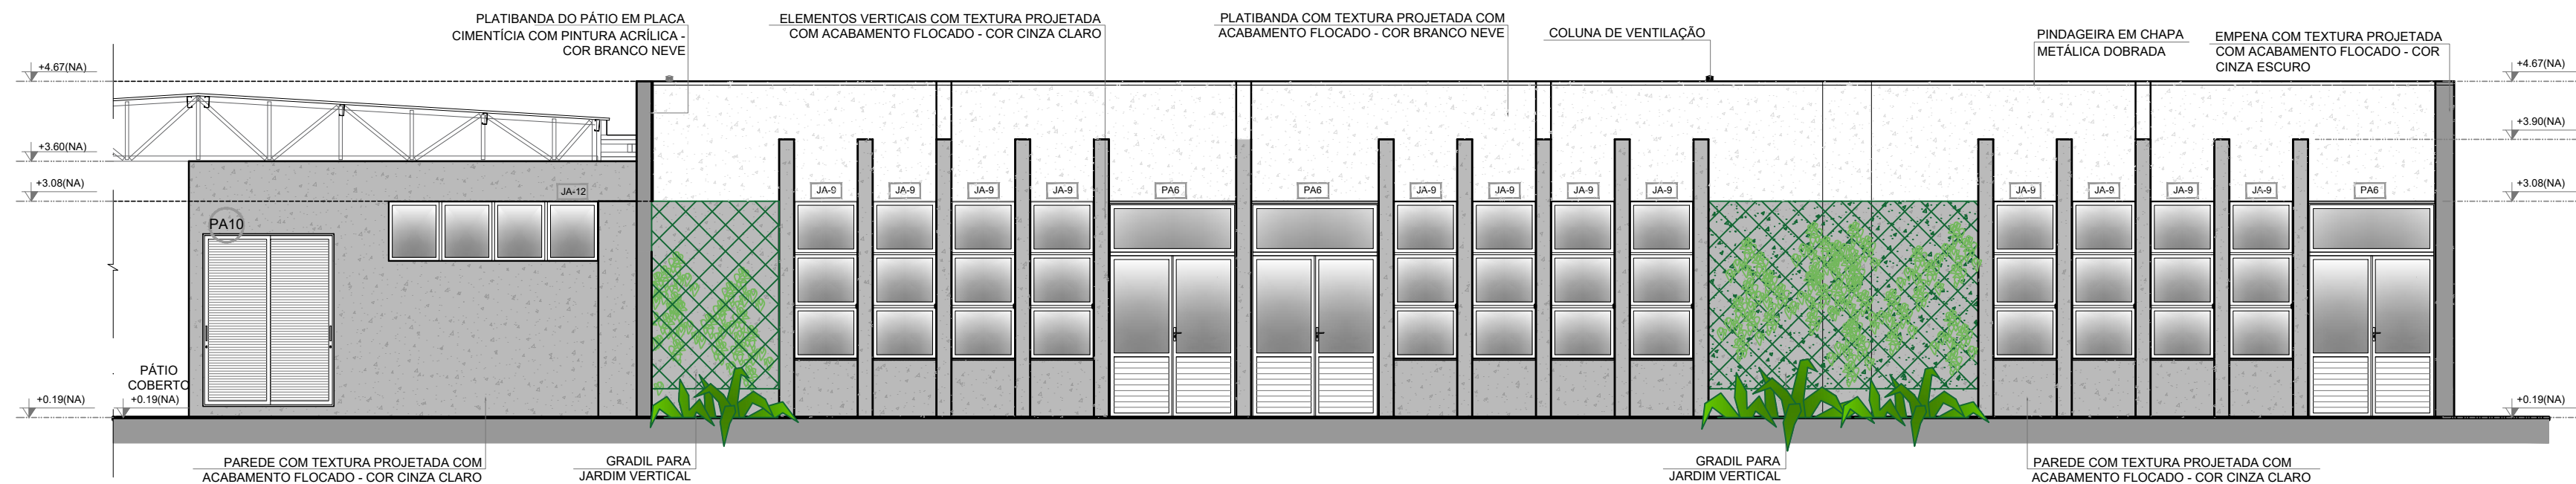 PLATIBANDA DO PÁTIO EM PLACA
CIMENTÍCIA COM PINTURA ACRÍLICA -
COR BRANCO NEVE
ELEMENTOS VERTICAIS COM TEXTURA PROJETADA
COM ACABAMENTO FLOCADO - COR CINZA CLARO
PLATIBANDA COM TEXTURA PROJETADA COM
ACABAMENTO FLOCADO - COR BRANCO NEVE
COLUNA DE VENTILAÇÃO
PINDAGEIRA EM CHAPA
METÁLICA DOBRADA
EMPENA COM TEXTURA PROJETADA
COM ACABAMENTO FLOCADO - COR
CINZA ESCURO
+4.67(NA)
+4.67(NA)
+3.90(NA)
+3.60(NA)
+3.08(NA)
+3.08(NA)
JA-12
JA-9
JA-9
JA-9
JA-9
PA6
PA6
JA-9
JA-9
JA-9
JA-9
JA-9
JA-9
JA-9
JA-9
PA6
PA10
PÁTIO
COBERTO
+0.19(NA)
+0.19(NA)
+0.19(NA)
PAREDE COM TEXTURA PROJETADA COM
ACABAMENTO FLOCADO - COR CINZA CLARO
GRADIL PARA
JARDIM VERTICAL
GRADIL PARA
JARDIM VERTICAL
PAREDE COM TEXTURA PROJETADA COM
ACABAMENTO FLOCADO - COR CINZA CLARO